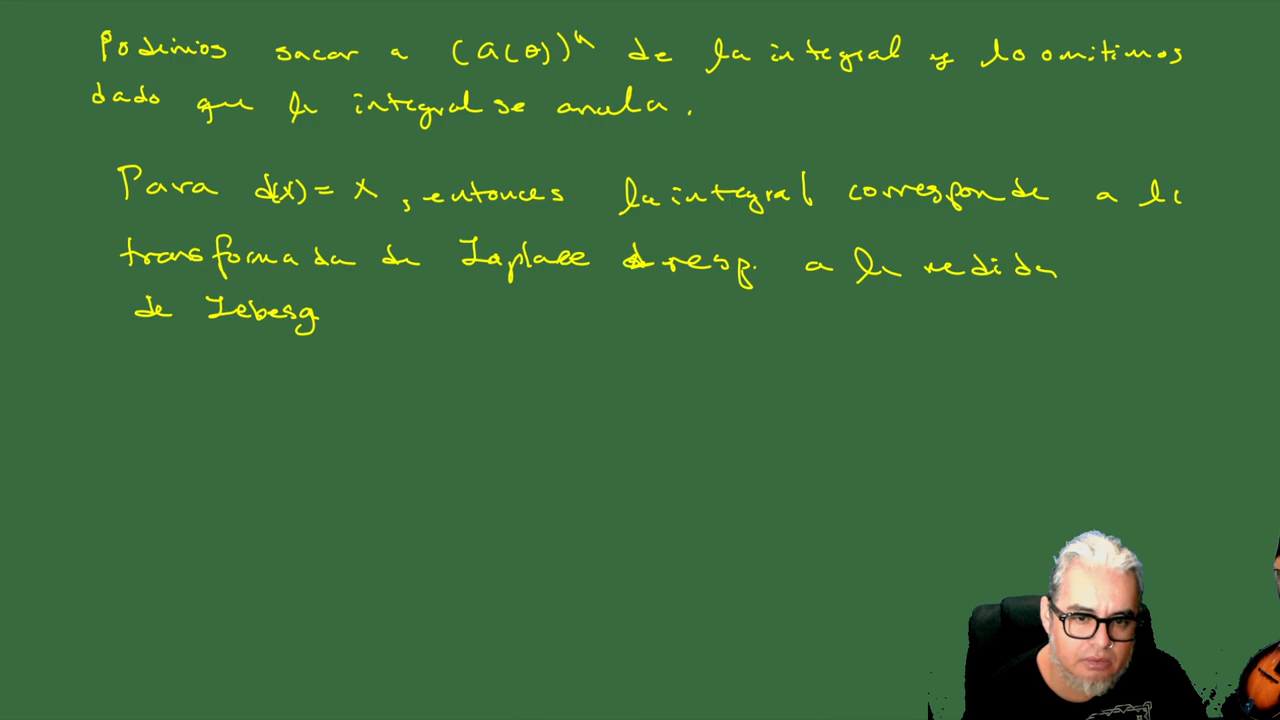 Podimios sacar a (a(θ))ⁿ de la integral y lo omitimos
dado que la integral se anula.
Para d(x) = x, entonces la integral corresponde a la
transformada de Laplace resp. a la medida
de Lebesg